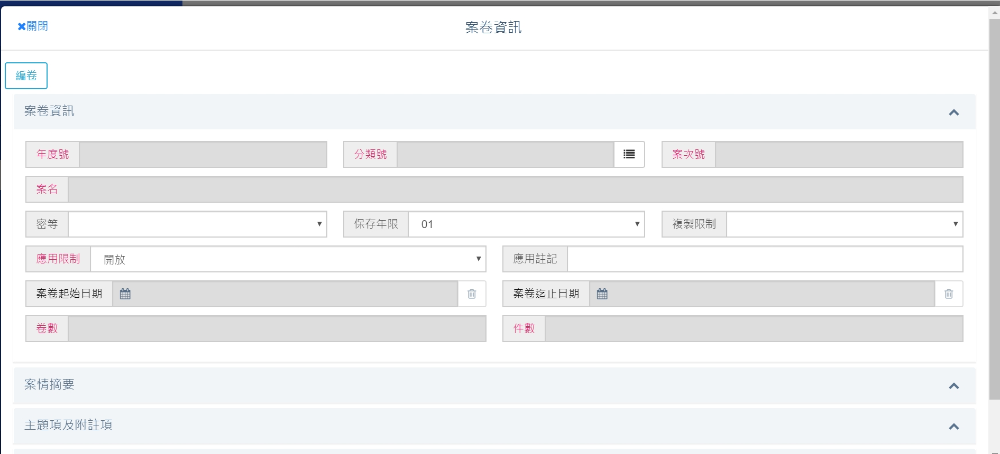 關閉
案卷資訊
編卷
案卷資訊
年度號 分類號 案次號
案名
密等 保存年限 01 複製限制
應用限制 開放 應用註記
案卷起始日期 案卷迄止日期
卷數 件數
案情摘要
主題項及附註項